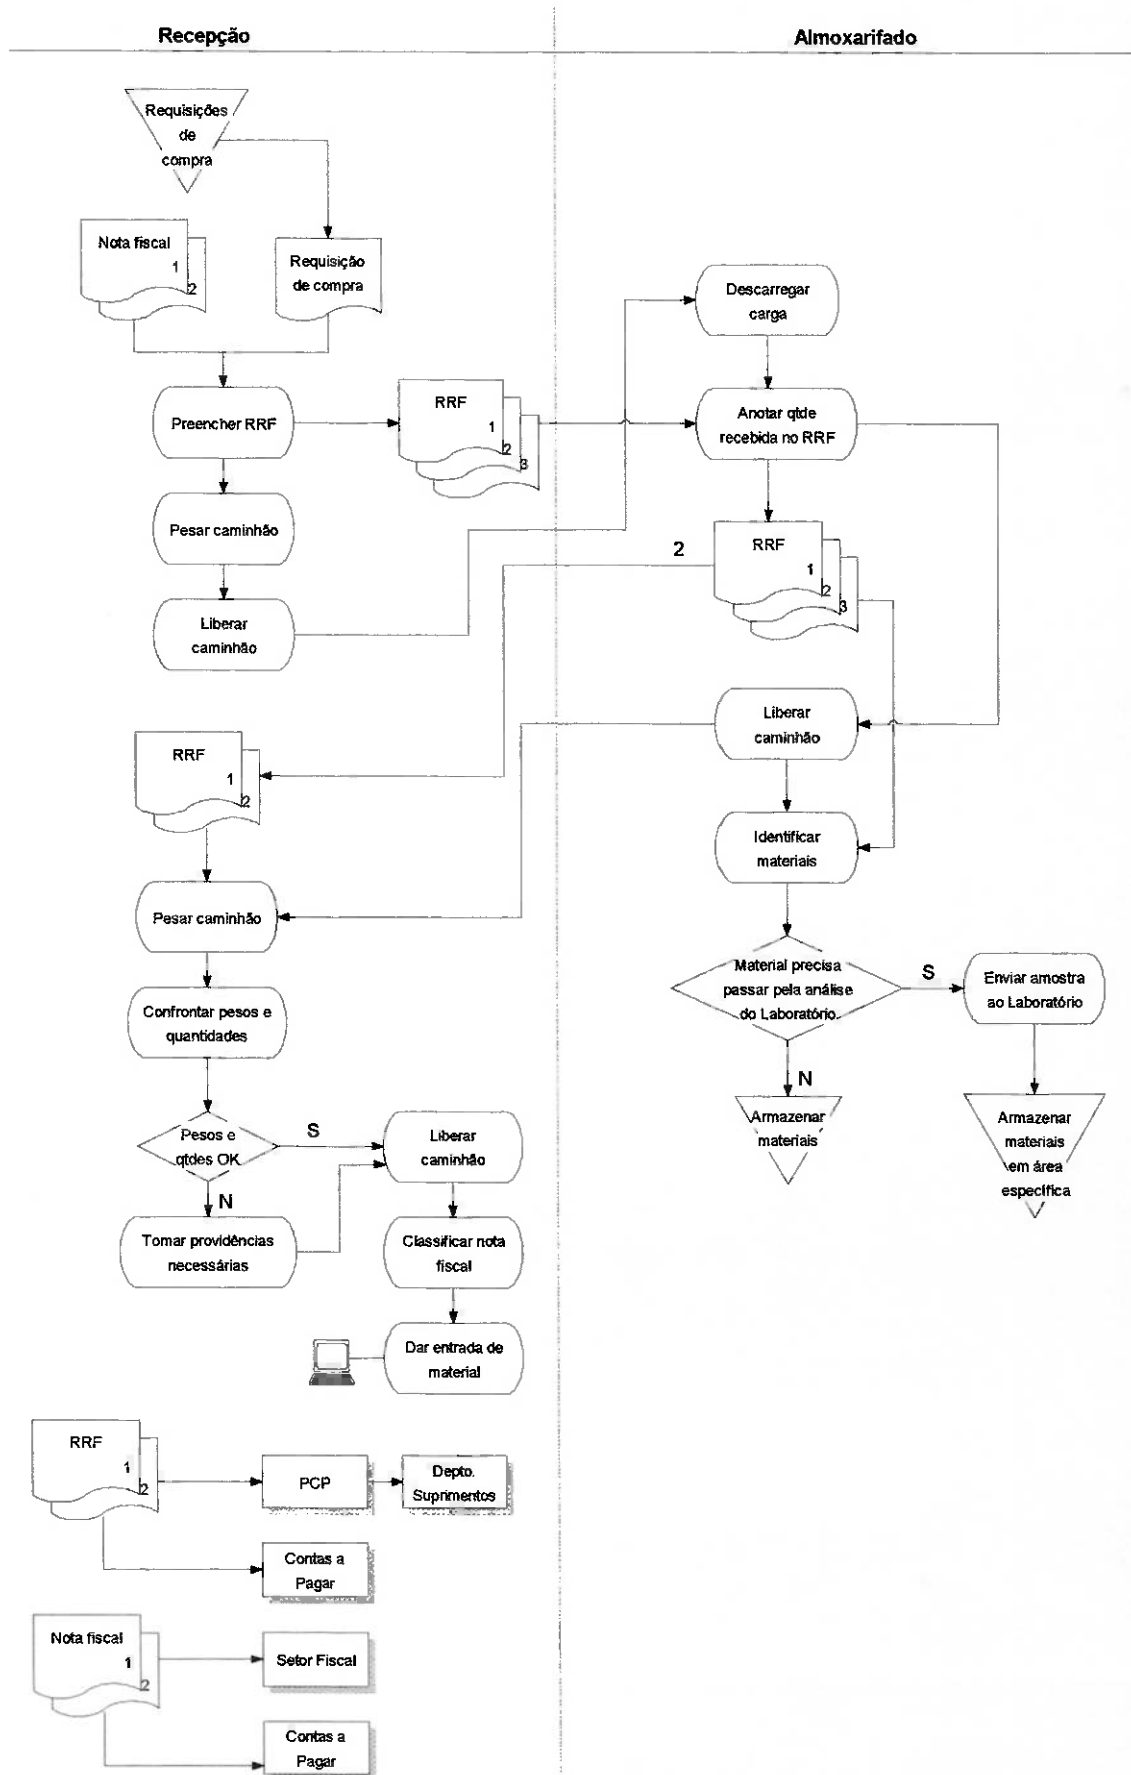 Recepção
Almoxarifado
Requisições
de
compra
Nota fiscal
1
2
Requisição
de compra
Descarregar
carga
Preencher RRF
RRF
1
2
3
Anotar qtde
recebida no RRF
Pesar caminhão
2
RRF
1
2
3
Liberar
caminhão
Liberar
caminhão
RRF
1
2
Identificar
materiais
Pesar caminhão
Material precisa
passar pela análise
do Laboratório.
S
Enviar amostra
ao Laboratório
Confrontar pesos e
quantidades
N
Armazenar
materiais
Armazenar
materiais
em área
específica
Pesos e
qtdes OK
S
Liberar
caminhão
N
Tomar providências
necessárias
Classificar nota
fiscal
Dar entrada de
material
RRF
1
2
PCP
Depto.
Suprimentos
Contas a
Pagar
Nota fiscal
1
2
Setor Fiscal
Contas a
Pagar